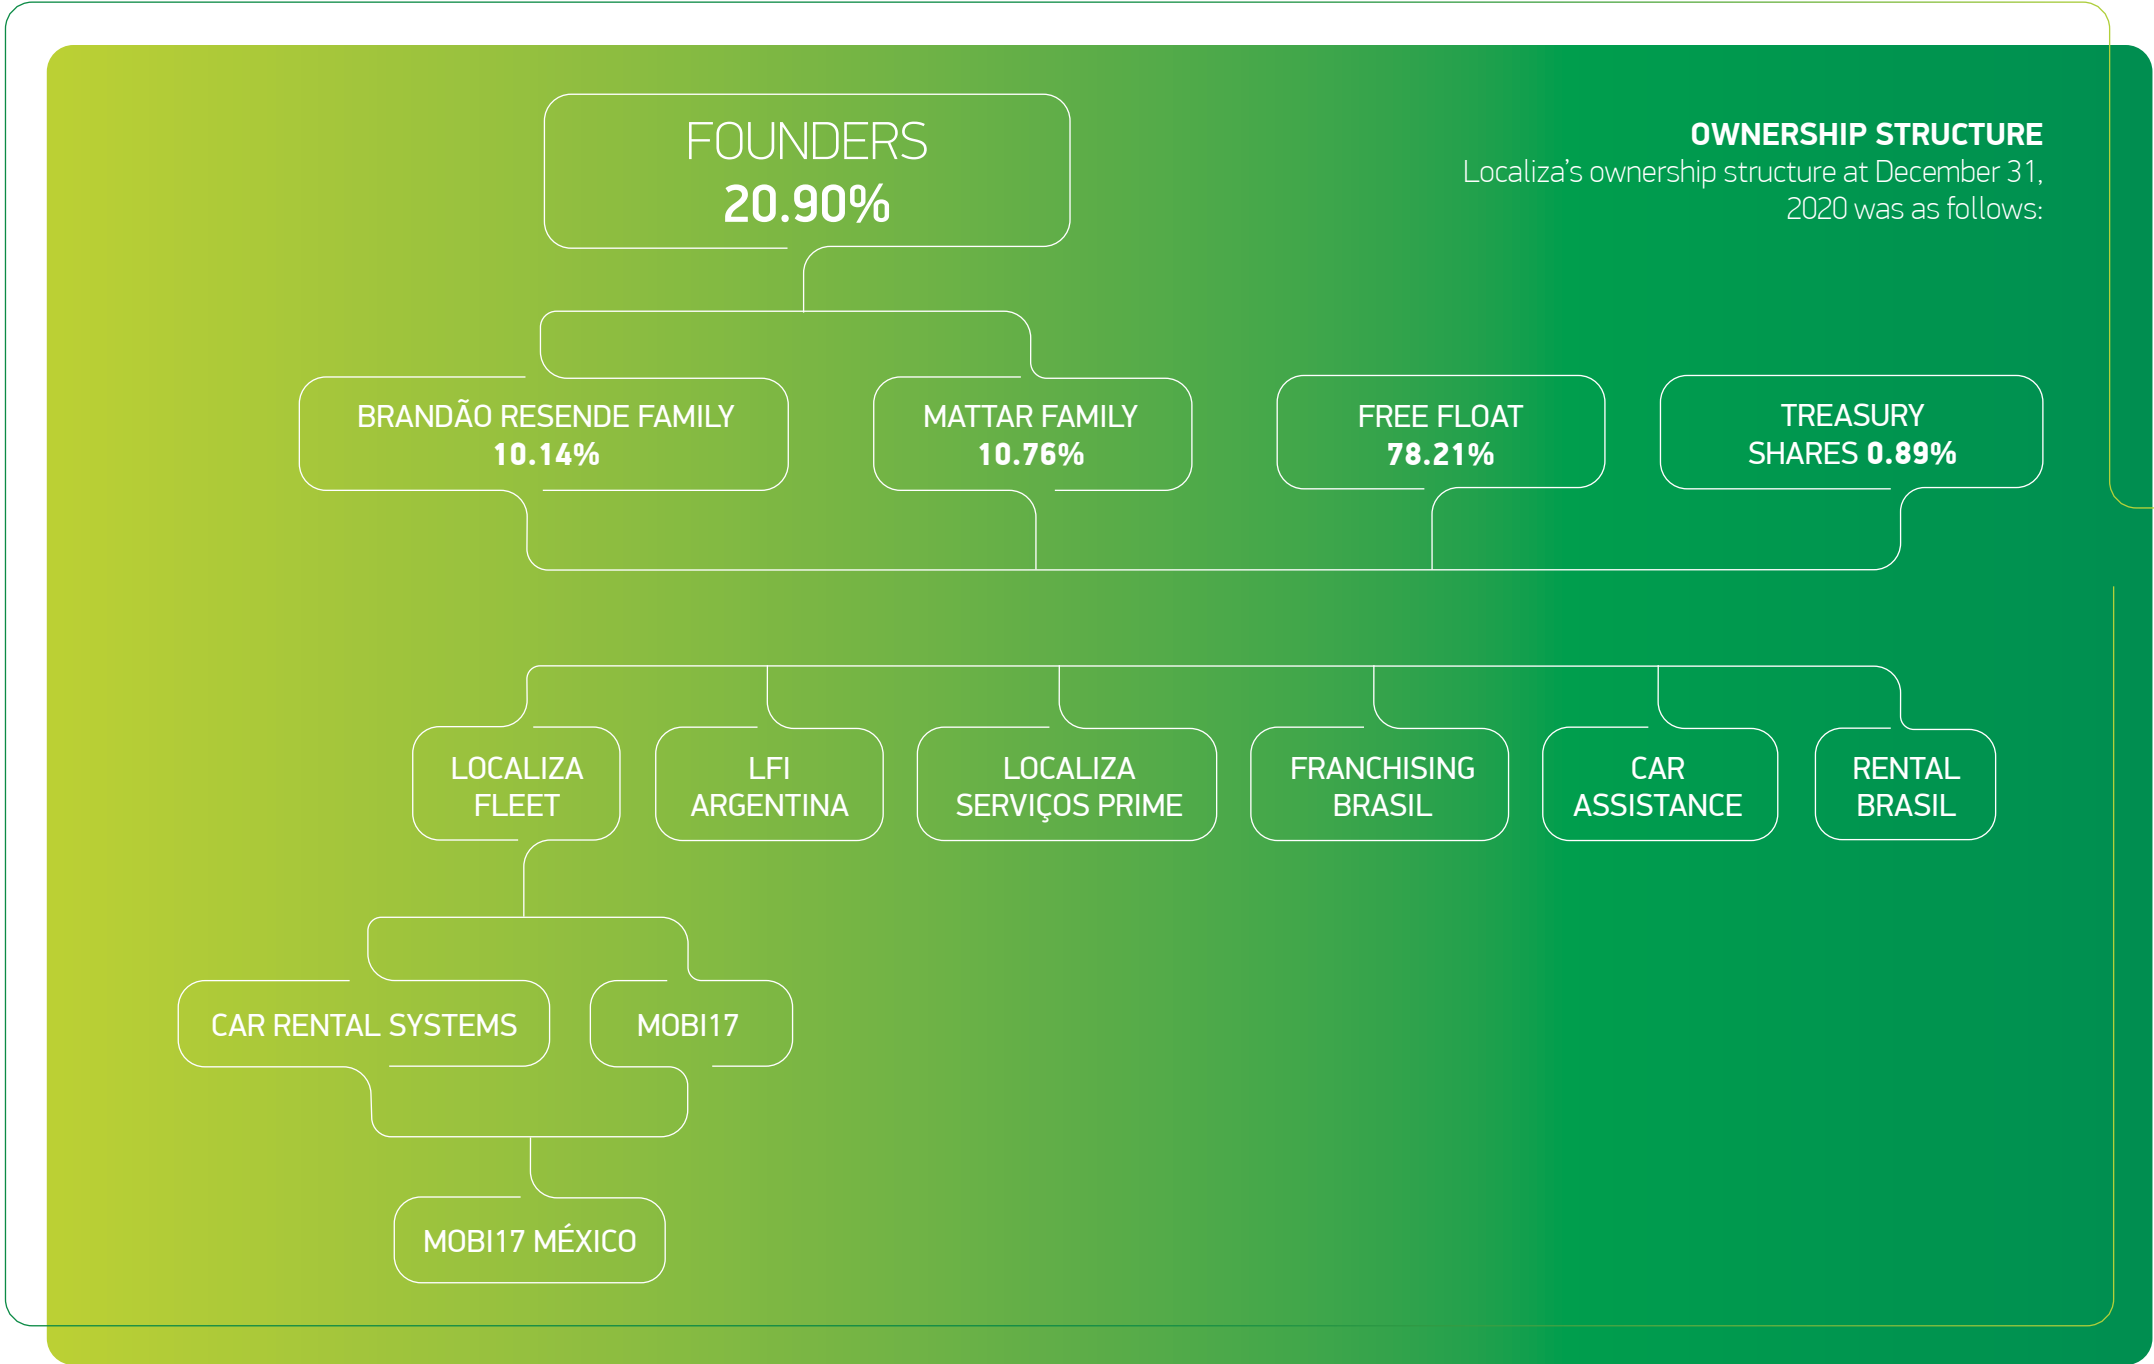 FOUNDERS
20.90%
OWNERSHIP STRUCTURE
Localiza's ownership structure at December 31,
2020 was as follows:
BRANDÃO RESENDE FAMILY
10.14%
MATTAR FAMILY
10.76%
FREE FLOAT
78.21%
TREASURY
SHARES 0.89%
LOCALIZA
FLEET
LFI
ARGENTINA
LOCALIZA
SERVIÇOS PRIME
FRANCHISING
BRASIL
CAR
ASSISTANCE
RENTAL
BRASIL
CAR RENTAL SYSTEMS
MOBI17
MOBI17 MÉXICO